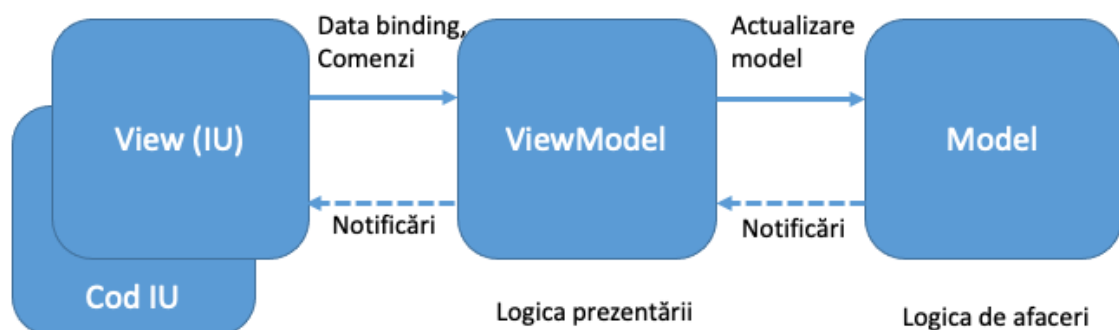 Data binding,
Comenzi
Actualizare
model
View (IU)
ViewModel
Model
Notificări
Notificări
Cod IU
Logica prezentării
Logica de afaceri